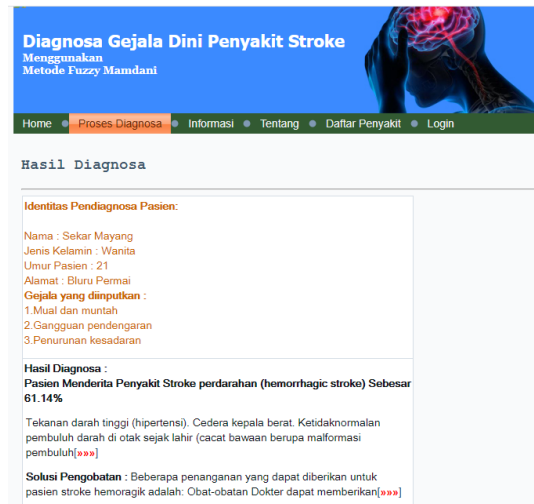 Diagnosa Gejala Dini Penyakit Stroke
Menggunakan
Metode Fuzzy Mamdani
Home Proses Diagnosa Informasi Tentang Daftar Penyakit Login
Hasil Diagnosa
Identitas Pendiagnosa Pasien:
Nama : Sekar Mayang
Jenis Kelamin : Wanita
Umur Pasien : 21
Alamat : Bluru Permai
Gejala yang diinputkan :
1.Mual dan muntah
2.Gangguan pendengaran
3.Penurunan kesadaran
Hasil Diagnosa :
Pasien Menderita Penyakit Stroke perdarahan (hemorrhagic stroke) Sebesar
61.14%
Tekanan darah tinggi (hipertensi). Cedera kepala berat. Ketidaknormalan
pembuluh darah di otak sejak lahir (cacat bawaan berupa malformasi
pembuluh[»»»]
Solusi Pengobatan : Beberapa penanganan yang dapat diberikan untuk
pasien stroke hemoragik adalah: Obat-obatan Dokter dapat memberikan[»»»]